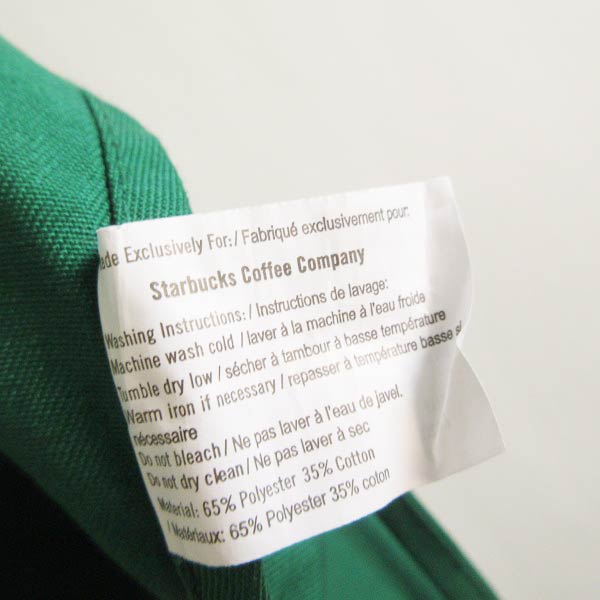 ade Exclusively For: / Fabriqué exclusivement pour:
Starbucks Coffee Company
Washing Instructions: / Instructions de lavage:
Machine wash cold / laver à la machine à l'eau froide
Tumble dry low / sécher à tambour à basse température
Warm iron if necessary / repasser à température basse si
nécessaire
Do not bleach / Ne pas laver à l'eau de javel.
Do not dry clean / Ne pas laver à sec
Material: 65% Polyester 35% Cotton
/ Matériaux: 65% Polyester 35% coton